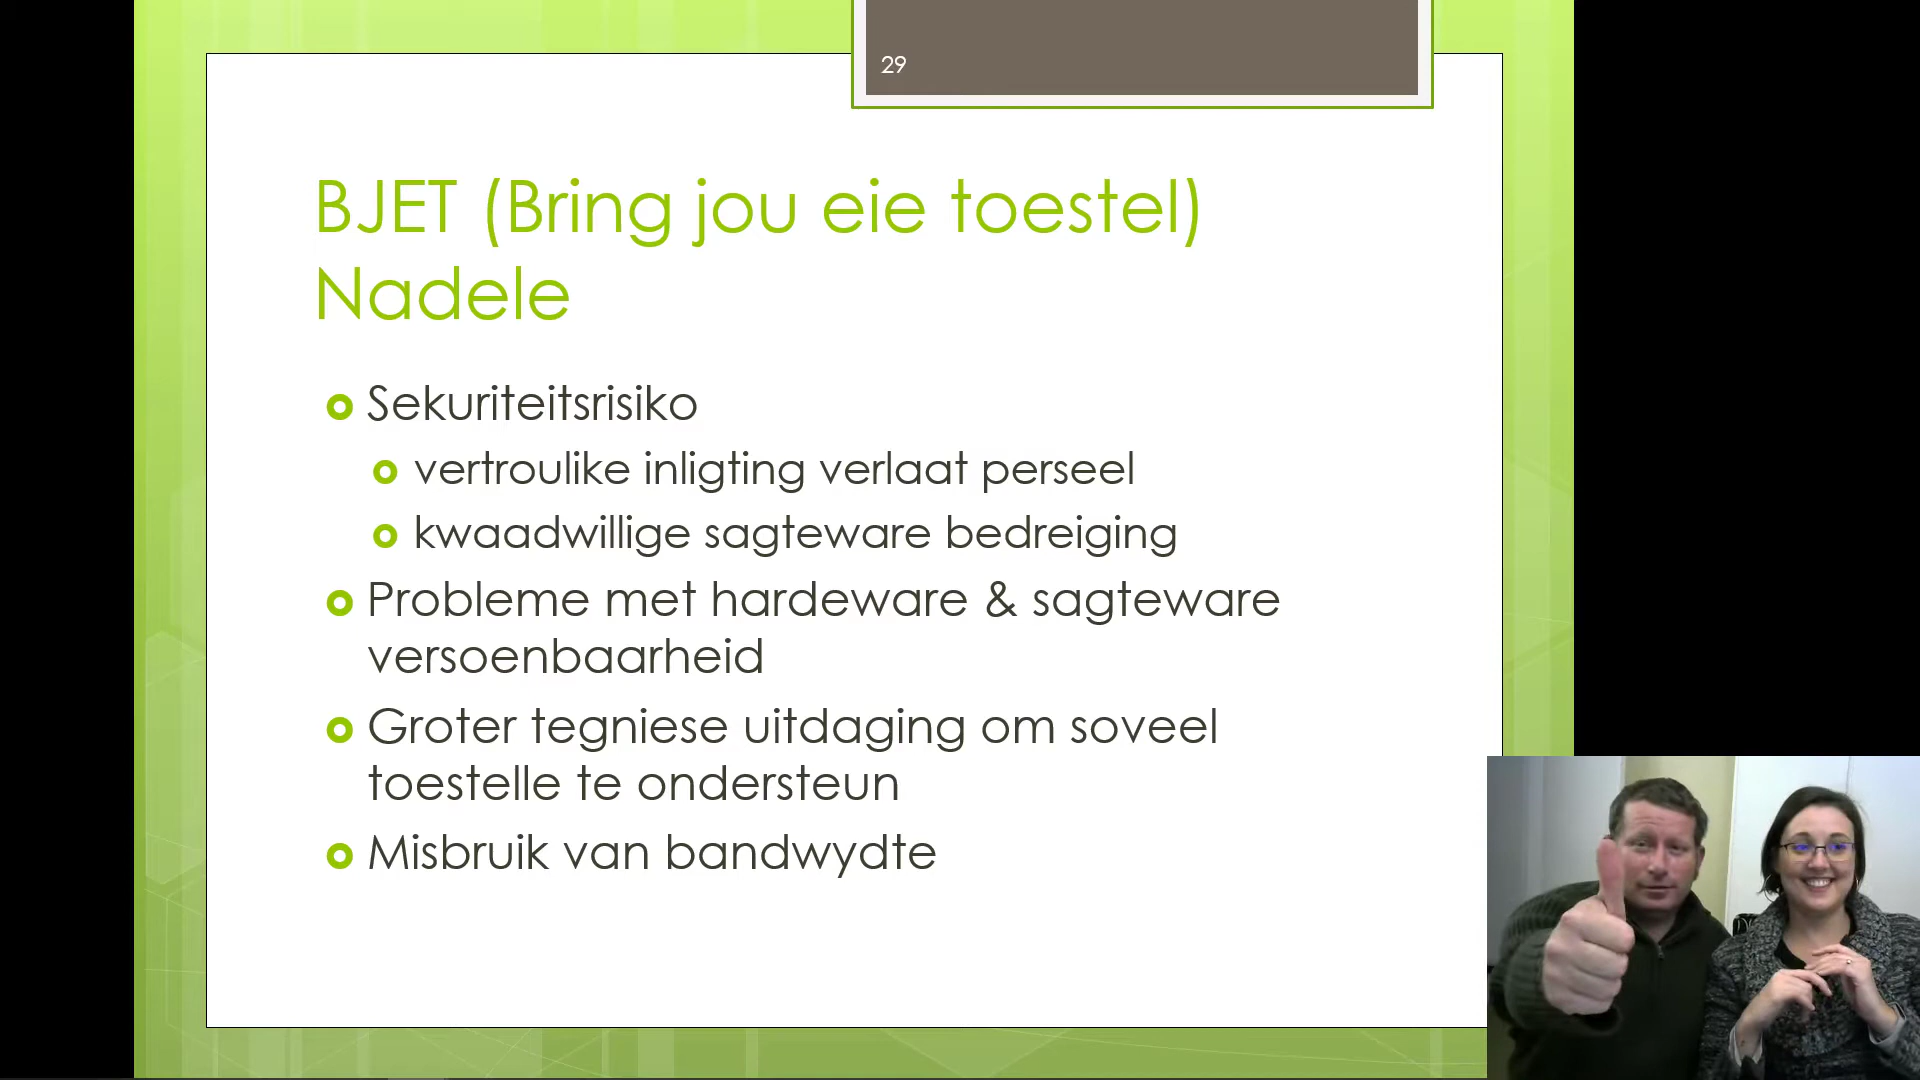 29
BJET (Bring jou eie toestel)
Nadele
Sekuriteitsrisiko
vertroulike inligting verlaat perseel
kwaadwillige sagteware bedreiging
Probleme met hardeware & sagteware
versoenbaarheid
Groter tegniese uitdaging om soveel
toestelle te ondersteun
Misbruik van bandwydte